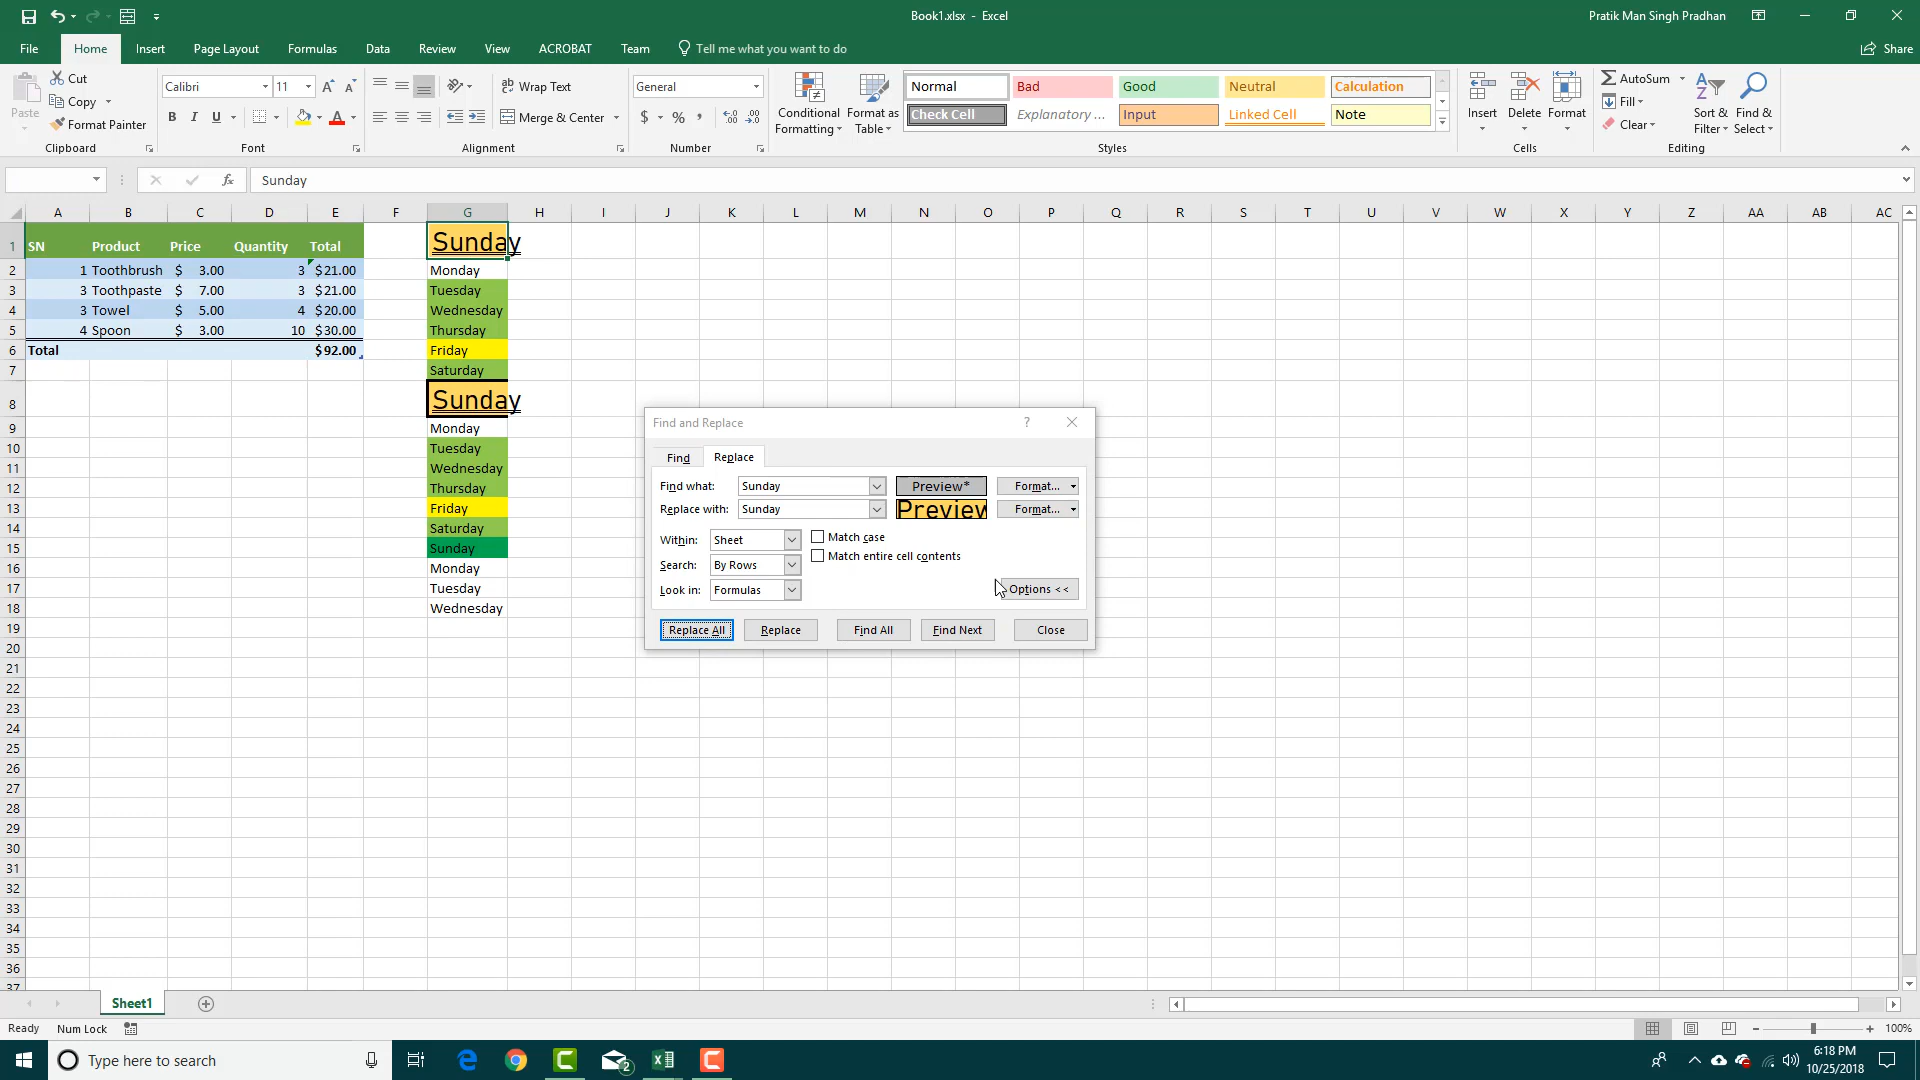 Book1.xlsx - Excel
Pratik Man Singh Pradhan
File Home Insert Page Layout Formulas Data Review View ACROBAT Team Tell me what you want to do Share
Paste
Cut
Copy
Format Painter
Clipboard
Calibri 11
B I U
A A
Font
Wrap Text
Merge & Center
Alignment
General
$ % ,
Number
Conditional Formatting
Format as Table
Normal Bad Good Neutral Calculation
Check Cell Explanatory ... Input Linked Cell Note
Styles
Insert Delete Format
Cells
AutoSum
Fill
Clear
Sort & Filter
Find & Select
Editing
fx Sunday
A B C D E F G H I J K L M N O P Q R S T U V W X Y Z AA AB AC
1 SN Product Price Quantity Total Sunday
2 1 Toothbrush $ 3.00 3 $21.00 Monday
3 3 Toothpaste $ 7.00 3 $21.00 Tuesday
4 3 Towel $ 5.00 4 $20.00 Wednesday
5 4 Spoon $ 3.00 10 $30.00 Thursday
6 Total $92.00 Friday
7 Saturday
8 Sunday
9 Monday
10 Tuesday
11 Wednesday
12 Thursday
13 Friday
14 Saturday
15 Sunday
16 Monday
17 Tuesday
18 Wednesday
19
20
21
22
23
24
25
26
27
28
29
30
31
32
33
34
35
36
37
Find and Replace ?
Find Replace
Find what: Sunday Preview* Format...
Replace with: Sunday Preview Format...
Within: Sheet Match case
Search: By Rows Match entire cell contents
Look in: Formulas Options <<
Replace All Replace Find All Find Next Close
Sheet1
Ready Num Lock 100%
Type here to search
2
6:18 PM
10/25/2018